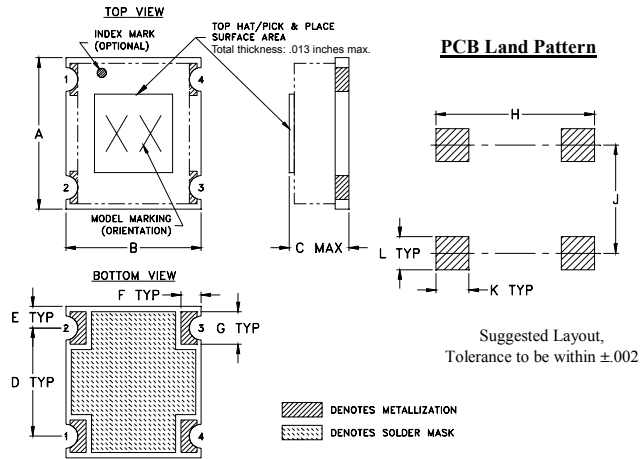 TOP VIEW
INDEX MARK
(OPTIONAL)
TOP HAT/PICK & PLACE
SURFACE AREA
Total thickness: .013 inches max.
1
4
A
XX
2
3
MODEL MARKING
(ORIENTATION)
B
C MAX
PCB Land Pattern
H
J
L TYP
K TYP
Suggested Layout,
Tolerance to be within ±.002
BOTTOM VIEW
F TYP
E TYP
2
3
G TYP
D TYP
1
4
DENOTES METALLIZATION
DENOTES SOLDER MASK